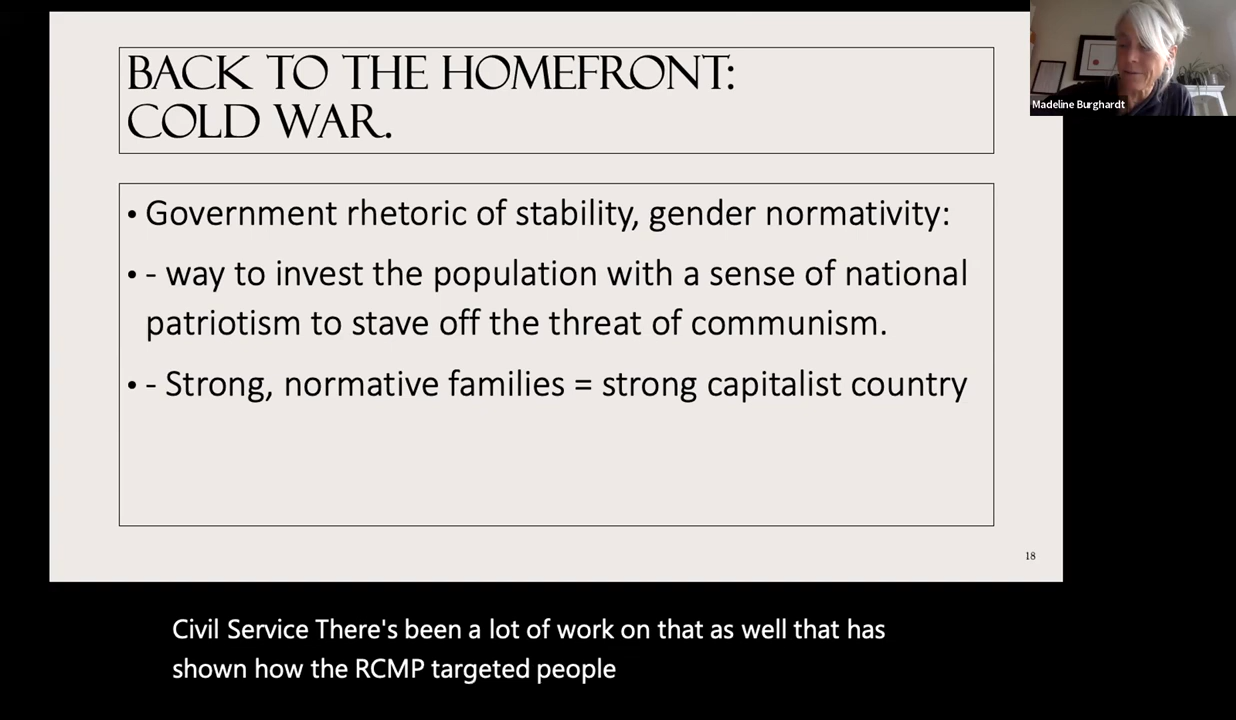 BACK TO THE HOMEFRONT:
COLD WAR.
Madeline Burghardt
• Government rhetoric of stability, gender normativity:
• - way to invest the population with a sense of national
patriotism to stave off the threat of communism.
• - Strong, normative families = strong capitalist country
18
Civil Service There's been a lot of work on that as well that has
shown how the RCMP targeted people